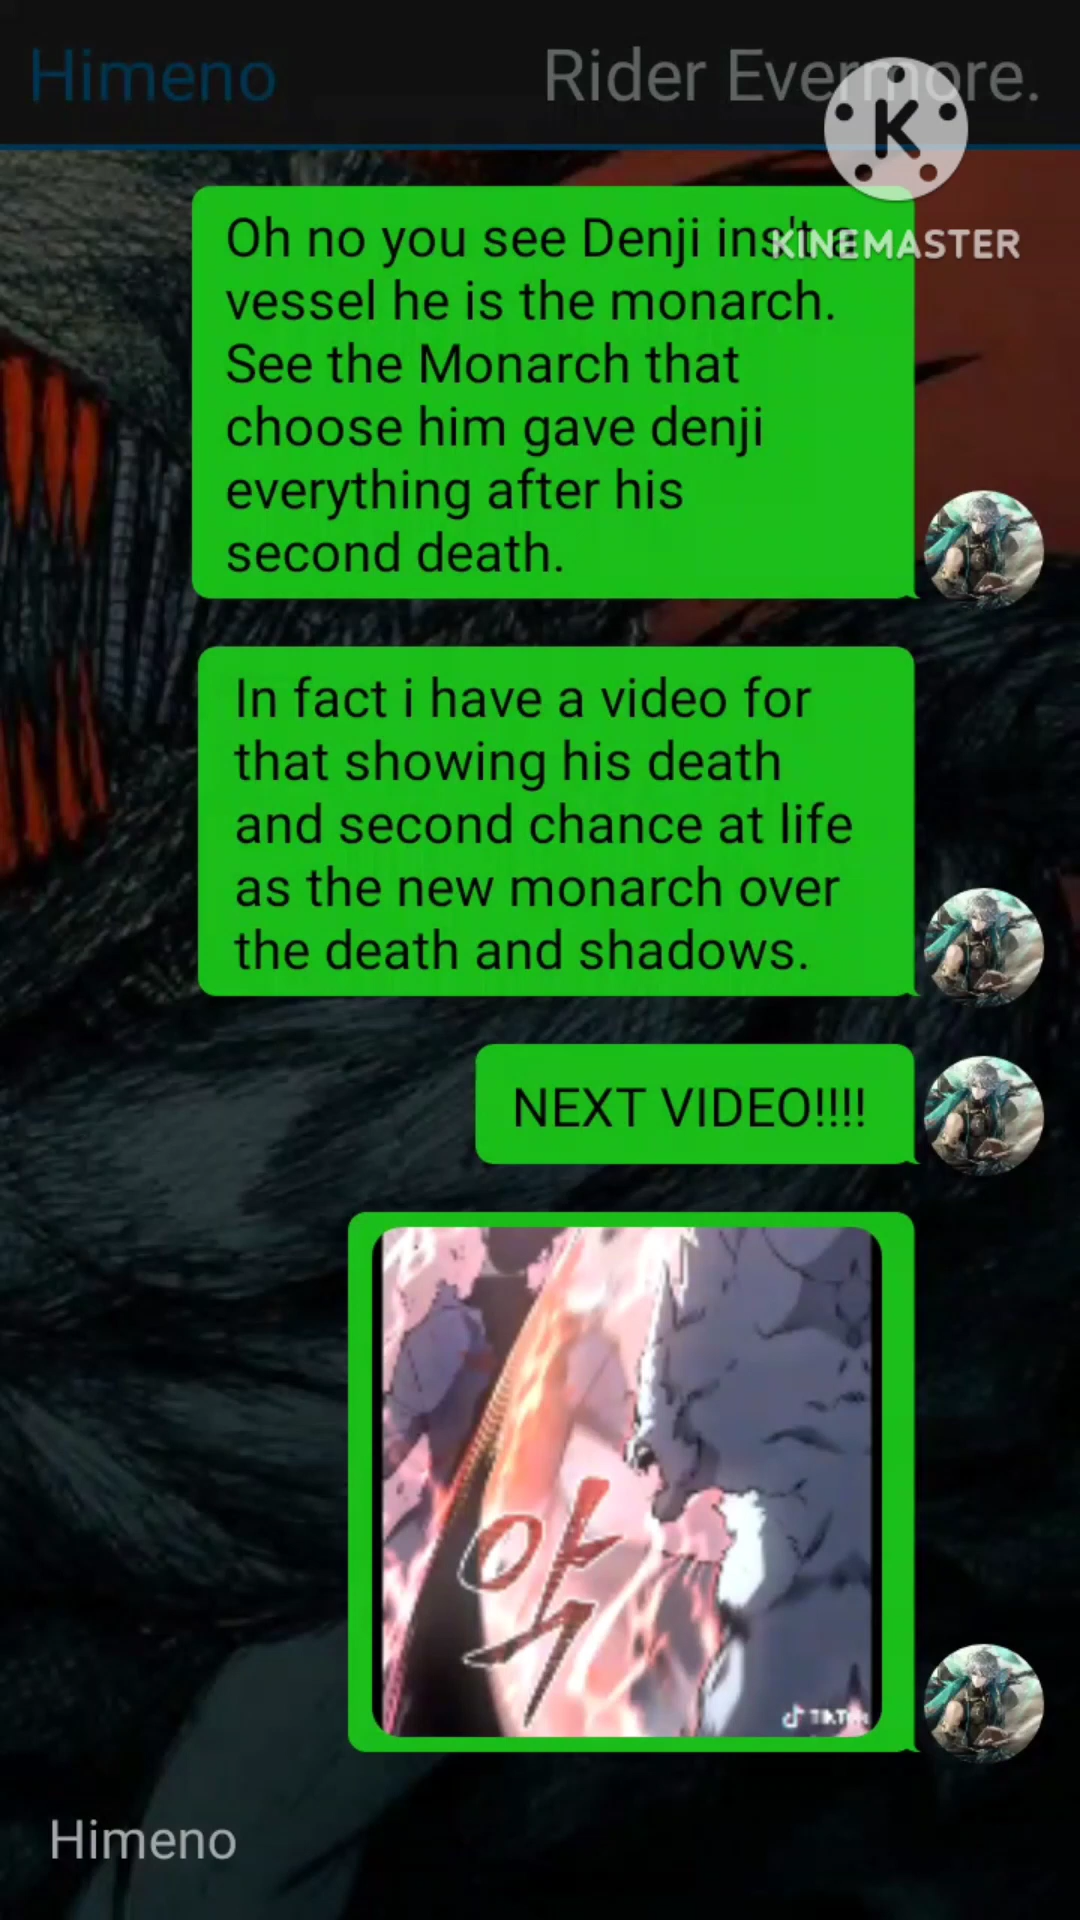 Himeno
Rider Evermore.
KINEMASTER
Oh no you see Denji ins't a
vessel he is the monarch.
See the Monarch that
choose him gave denji
everything after his
second death.
In fact i have a video for
that showing his death
and second chance at life
as the new monarch over
the death and shadows.
NEXT VIDEO!!!!
약
TikTok
Himeno